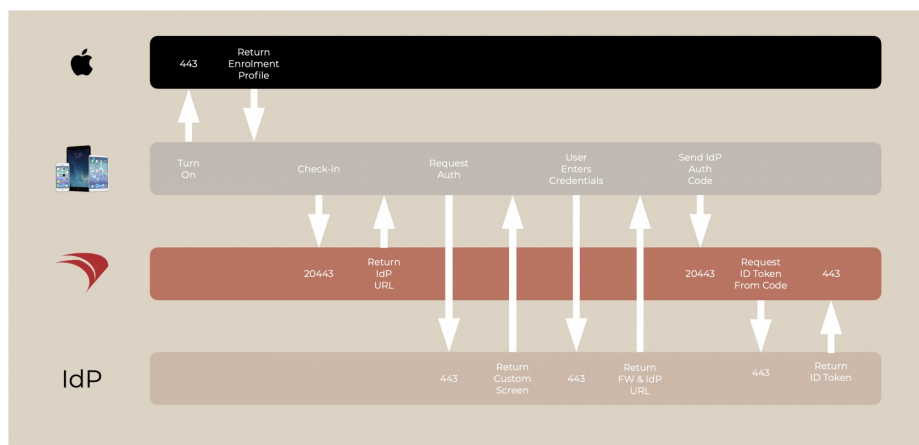 443
Return
Enrolment
Profile
Turn
On
Check-in
Request
Auth
User
Enters
Credentials
Send IdP
Auth
Code
20443
Return
IdP
URL
20443
Request
ID Token
From Code
443
IdP
443
Return
Custom
Screen
443
Return
FW & IdP
URL
443
Return
ID Token